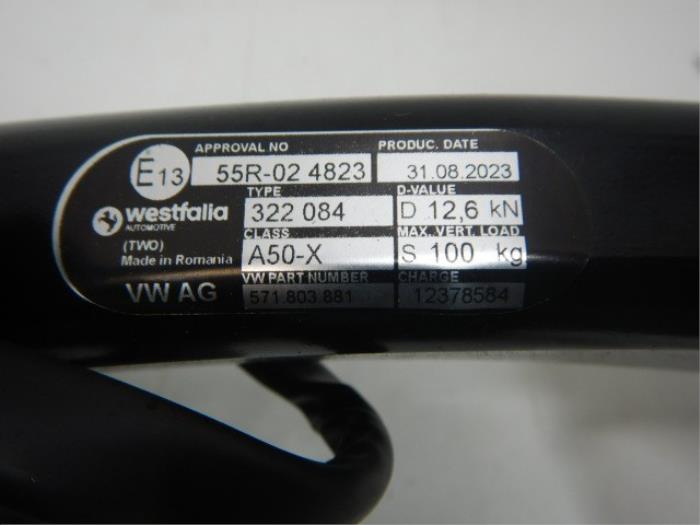 APPROVAL NO PRODUC. DATE
E13 55R-02 4823 31.08.2023
TYPE D-VALUE
westfalia 322 084 D 12,6 kN
AUTOMOTIVE CLASS MAX. VERT. LOAD
(TWO) A50-X S 100 kg
Made in Romania
VW PART NUMBER CHARGE
VW AG 571.803.881 12378584